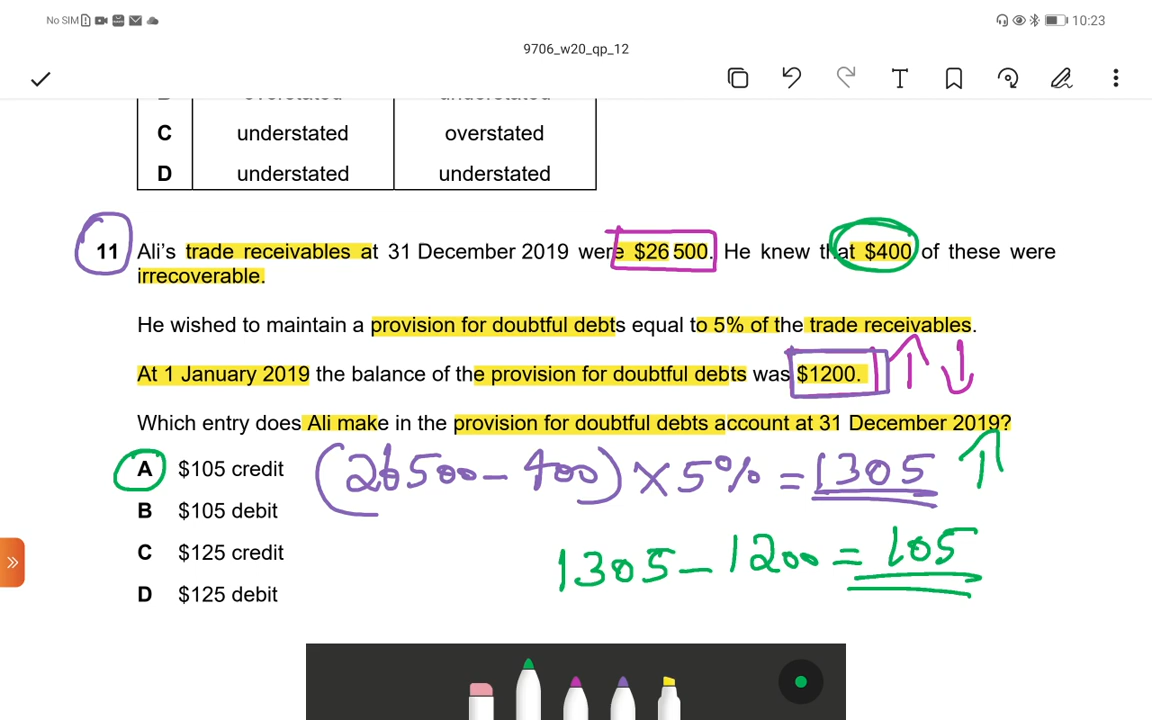 No SIM 10:23
9706_w20_qp_12
C understated overstated
D understated understated
11 Ali's trade receivables at 31 December 2019 were $26 500. He knew that $400 of these were
irrecoverable.
He wished to maintain a provision for doubtful debts equal to 5% of the trade receivables.
At 1 January 2019 the balance of the provision for doubtful debts was $1200.
Which entry does Ali make in the provision for doubtful debts account at 31 December 2019?
A $105 credit (26500-400) × 5% = 1305
B $105 debit
C $125 credit 1305-1200= 105
D $125 debit